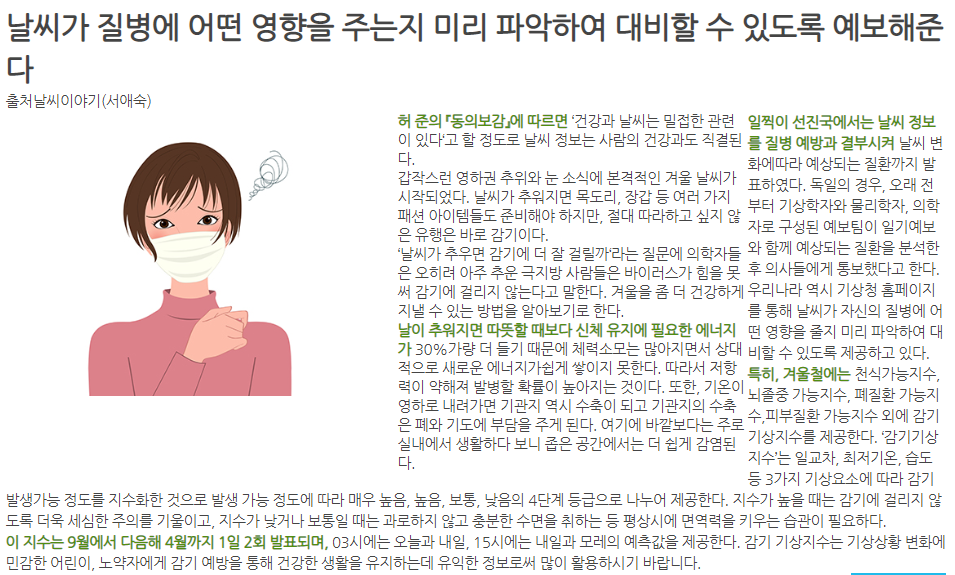 날씨가 질병에 어떤 영향을 주는지 미리 파악하여 대비할 수 있도록 예보해준
다
출처날씨이야기(서애숙)
허 준의 『동의보감』에 따르면 ‘건강과 날씨는 밀접한 관련
이 있다’고 할 정도로 날씨 정보는 사람의 건강과도 직결된
다.
갑작스런 영하권 추위와 눈 소식에 본격적인 겨울 날씨가
시작되었다. 날씨가 추워지면 목도리, 장갑 등 여러 가지
패션 아이템들도 준비해야 하지만, 절대 따라하고 싶지 않
은 유행은 바로 감기이다.
‘날씨가 추우면 감기에 더 잘 걸릴까’라는 질문에 의학자들
은 오히려 아주 추운 극지방 사람들은 바이러스가 힘을 못
써 감기에 걸리지 않는다고 말한다. 겨울을 좀 더 건강하게
지낼 수 있는 방법을 알아보기로 한다.
날이 추워지면 따뜻할 때보다 신체 유지에 필요한 에너지
가 30%가량 더 들기 때문에 체력소모는 많아지면서 상대
적으로 새로운 에너지가쉽게 쌓이지 못한다. 따라서 저항
력이 약해져 발병할 확률이 높아지는 것이다. 또한, 기온이
영하로 내려가면 기관지 역시 수축이 되고 기관지의 수축
은 폐와 기도에 부담을 주게 된다. 여기에 바깥보다는 주로
실내에서 생활하다 보니 좁은 공간에서는 더 쉽게 감염된
다.
일찍이 선진국에서는 날씨 정보
를 질병 예방과 결부시켜 날씨 변
화에따라 예상되는 질환까지 발
표하였다. 독일의 경우, 오래 전
부터 기상학자와 물리학자, 의학
자로 구성된 예보팀이 일기예보
와 함께 예상되는 질환을 분석한
후 의사들에게 통보했다고 한다.
우리나라 역시 기상청 홈페이지
를 통해 날씨가 자신의 질병에 어
떤 영향을 줄지 미리 파악하여 대
비할 수 있도록 제공하고 있다.
특히, 겨울철에는 천식가능지수,
뇌졸중 가능지수, 폐질환 가능지
수,피부질환 가능지수 외에 감기
기상지수를 제공한다. ‘감기기상
지수’는 일교차, 최저기온, 습도
등 3가지 기상요소에 따라 감기
발생가능 정도를 지수화한 것으로 발생 가능 정도에 따라 매우 높음, 높음, 보통, 낮음의 4단계 등급으로 나누어 제공한다. 지수가 높을 때는 감기에 걸리지 않
도록 더욱 세심한 주의를 기울이고, 지수가 낮거나 보통일 때는 과로하지 않고 충분한 수면을 취하는 등 평상시에 면역력을 키우는 습관이 필요하다.
이 지수는 9월에서 다음해 4월까지 1일 2회 발표되며, 03시에는 오늘과 내일, 15시에는 내일과 모레의 예측값을 제공한다. 감기 기상지수는 기상상황 변화에
민감한 어린이, 노약자에게 감기 예방을 통해 건강한 생활을 유지하는데 유익한 정보로써 많이 활용하시기 바랍니다.